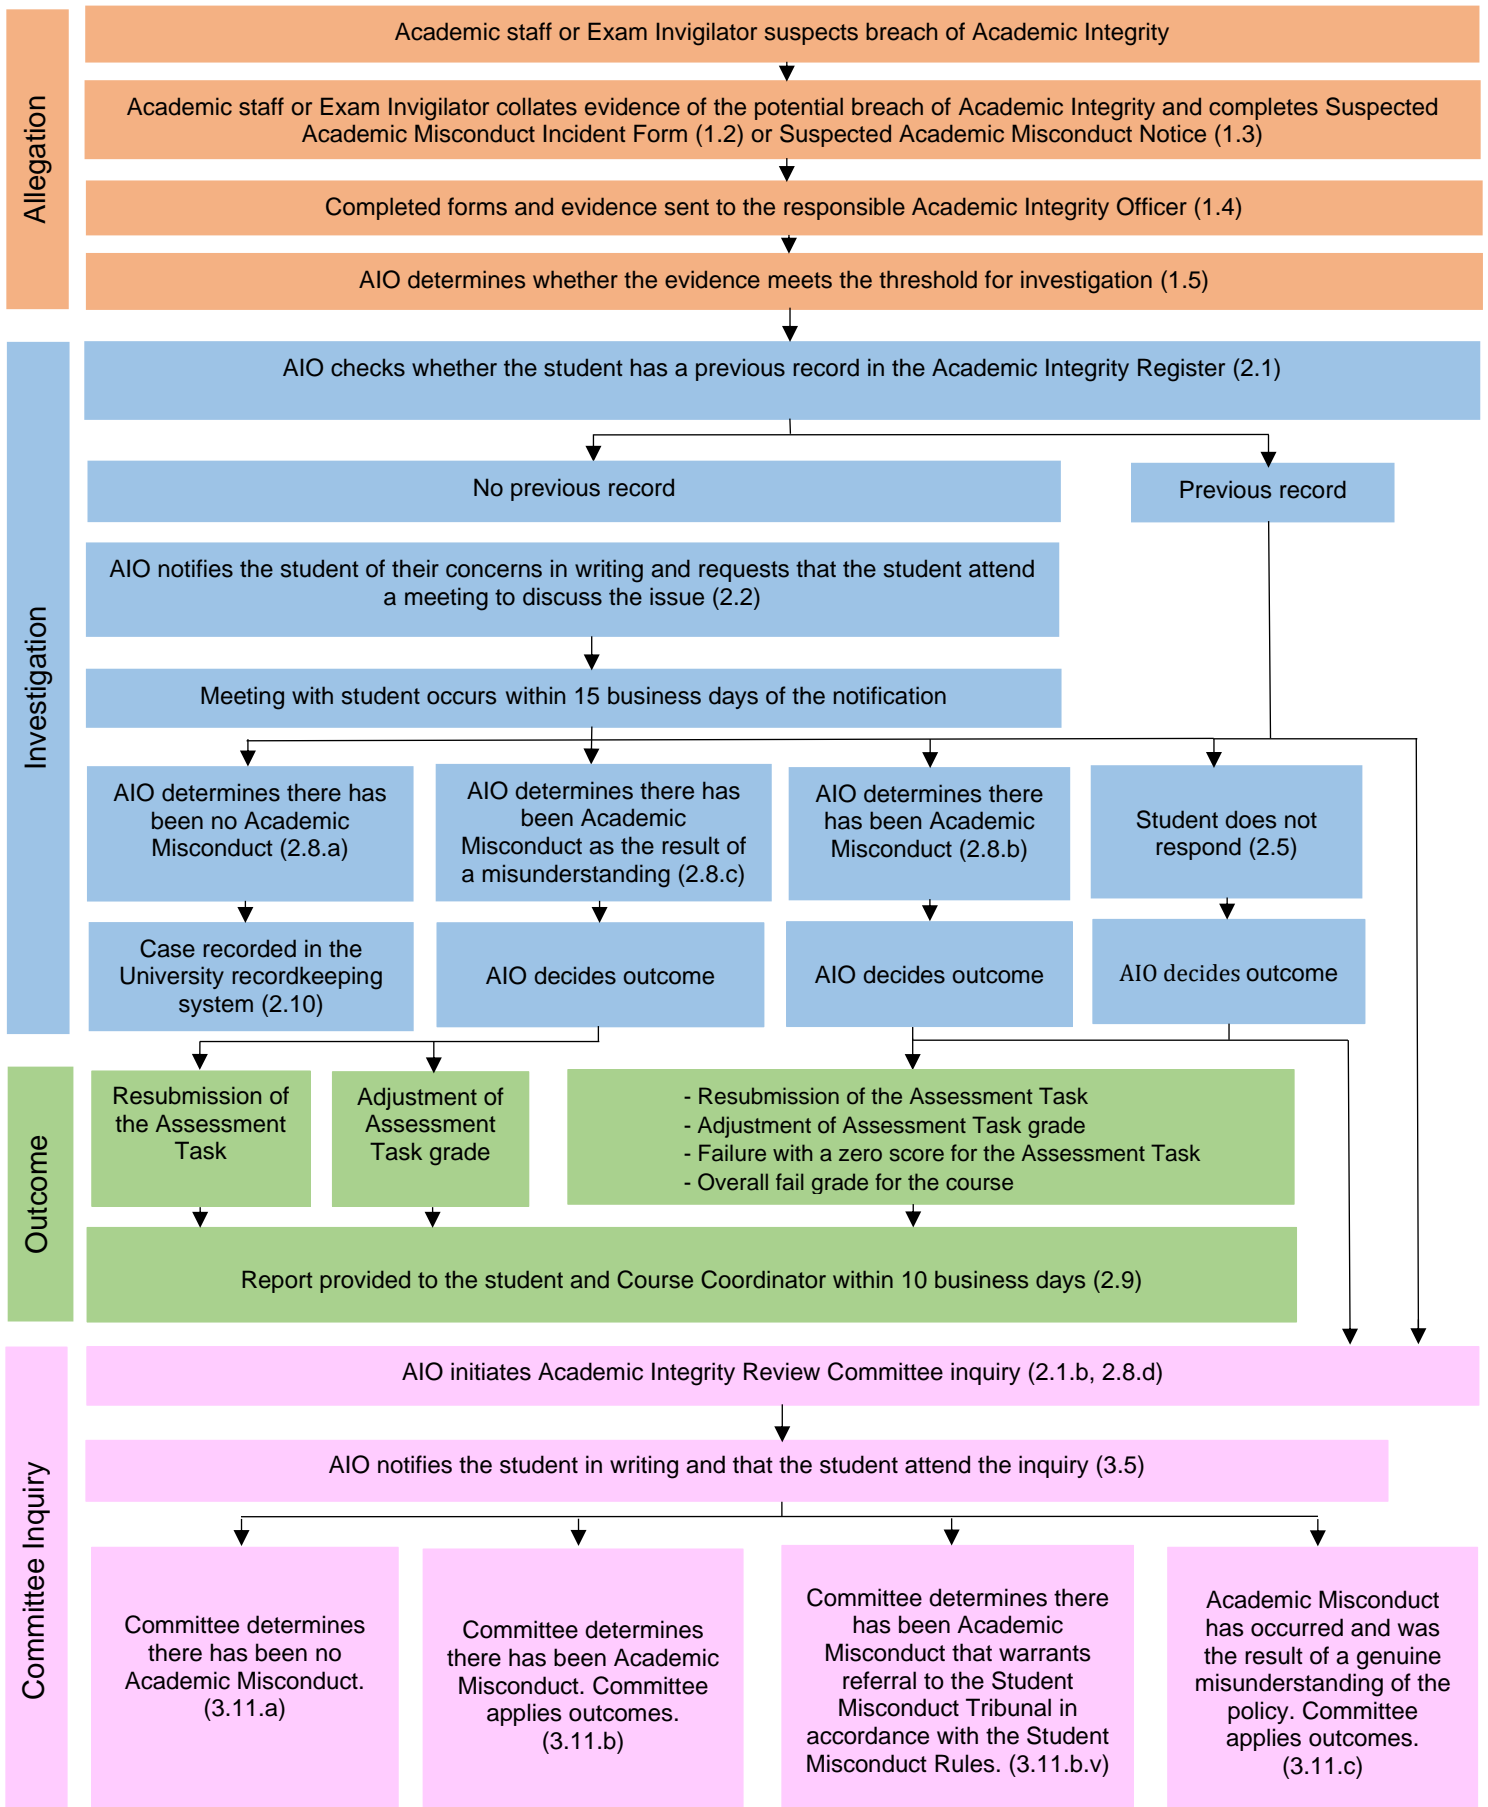 Allegation
Academic staff or Exam Invigilator suspects breach of Academic Integrity
Academic staff or Exam Invigilator collates evidence of the potential breach of Academic Integrity and completes Suspected
Academic Misconduct Incident Form (1.2) or Suspected Academic Misconduct Notice (1.3)
Completed forms and evidence sent to the responsible Academic Integrity Officer (1.4)
AIO determines whether the evidence meets the threshold for investigation (1.5)
Investigation
AIO checks whether the student has a previous record in the Academic Integrity Register (2.1)
No previous record
Previous record
AIO notifies the student of their concerns in writing and requests that the student attend
a meeting to discuss the issue (2.2)
Meeting with student occurs within 15 business days of the notification
AIO determines there has
been no Academic
Misconduct (2.8.a)
AIO determines there has
been Academic
Misconduct as the result of
a misunderstanding (2.8.c)
AIO determines there
has been Academic
Misconduct (2.8.b)
Student does not
respond (2.5)
Case recorded in the
University recordkeeping
system (2.10)
AIO decides outcome
AIO decides outcome
AIO decides outcome
Outcome
Resubmission of
the Assessment
Task
Adjustment of
Assessment
Task grade
- Resubmission of the Assessment Task
- Adjustment of Assessment Task grade
- Failure with a zero score for the Assessment Task
- Overall fail grade for the course
Report provided to the student and Course Coordinator within 10 business days (2.9)
Committee Inquiry
AIO initiates Academic Integrity Review Committee inquiry (2.1.b, 2.8.d)
AIO notifies the student in writing and that the student attend the inquiry (3.5)
Committee determines
there has been no
Academic Misconduct.
(3.11.a)
Committee determines
there has been Academic
Misconduct. Committee
applies outcomes.
(3.11.b)
Committee determines there
has been Academic
Misconduct that warrants
referral to the Student
Misconduct Tribunal in
accordance with the Student
Misconduct Rules. (3.11.b.v)
Academic Misconduct
has occurred and was
the result of a genuine
misunderstanding of the
policy. Committee
applies outcomes.
(3.11.c)